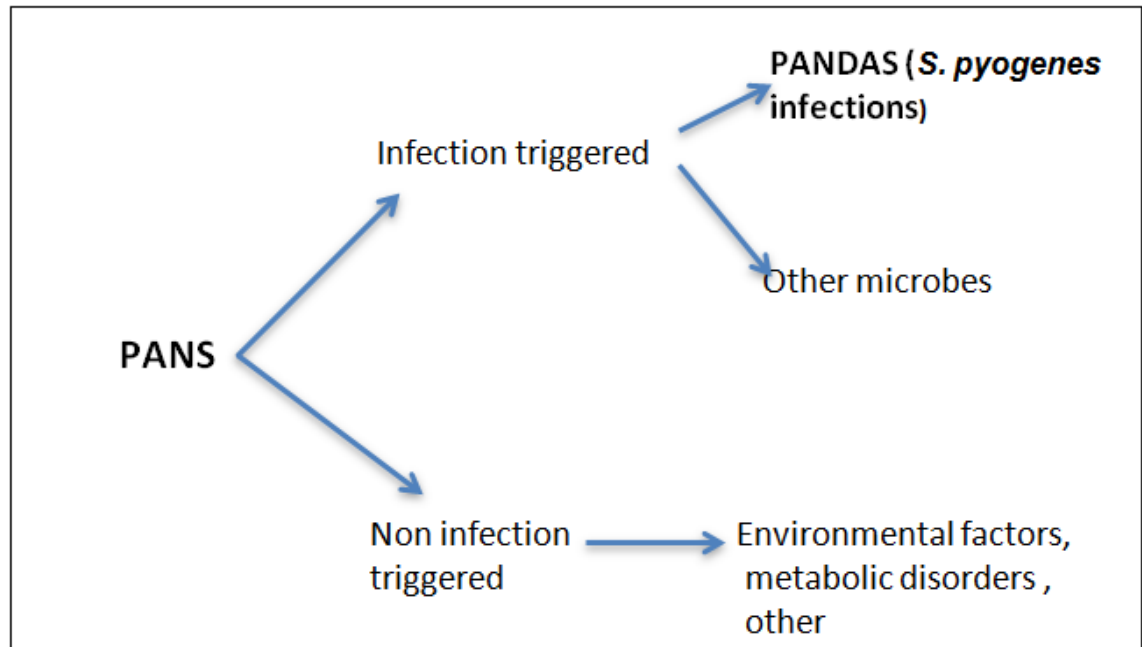 PANDAS (S. pyogenes
infections)
Infection triggered
Other microbes
PANS
Non infection
triggered
Environmental factors,
metabolic disorders ,
other